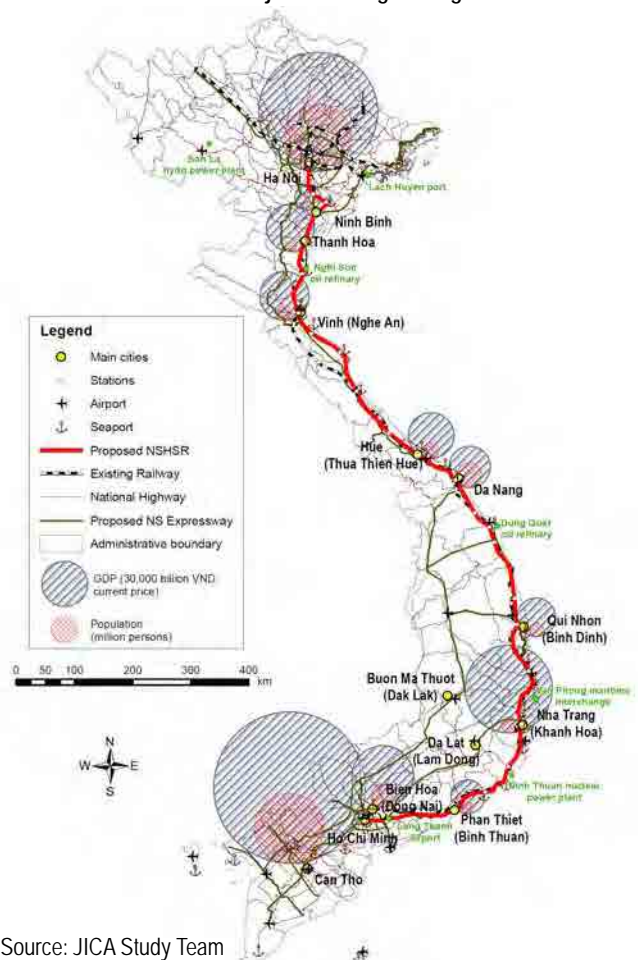 Ha Noi
Lach Huyen port
Son La
hydro power plant
Ninh Binh
Thanh Hoa
Nghi Son
oil refinary
Vinh (Nghe An)
Legend
Main cities
Stations
Airport
Seaport
Proposed NSHSR
Existing Railway
National Highway
Proposed NS Expressway
Administrative boundary
GDP (30,000 billion VND
current price)
Population
(million persons)
0 50 100 200 300 400
km
Hue
(Thua Thien Hue)
Da Nang
Dung Quat
oil refinary
Qui Nhon
(Binh Dinh)
Buon Ma Thuot
(Dak Lak)
Van Phong maritime
interchange
Nha Trang
(Khanh Hoa)
Da Lat
(Lam Dong)
N
W E
S
Ninh Thuan nuclear
power plant
Bien Hoa
(Dong Nai)
Phan Thiet
(Binh Thuan)
Long Thanh
airport
Ho Chi Minh
Can Tho
Source: JICA Study Team